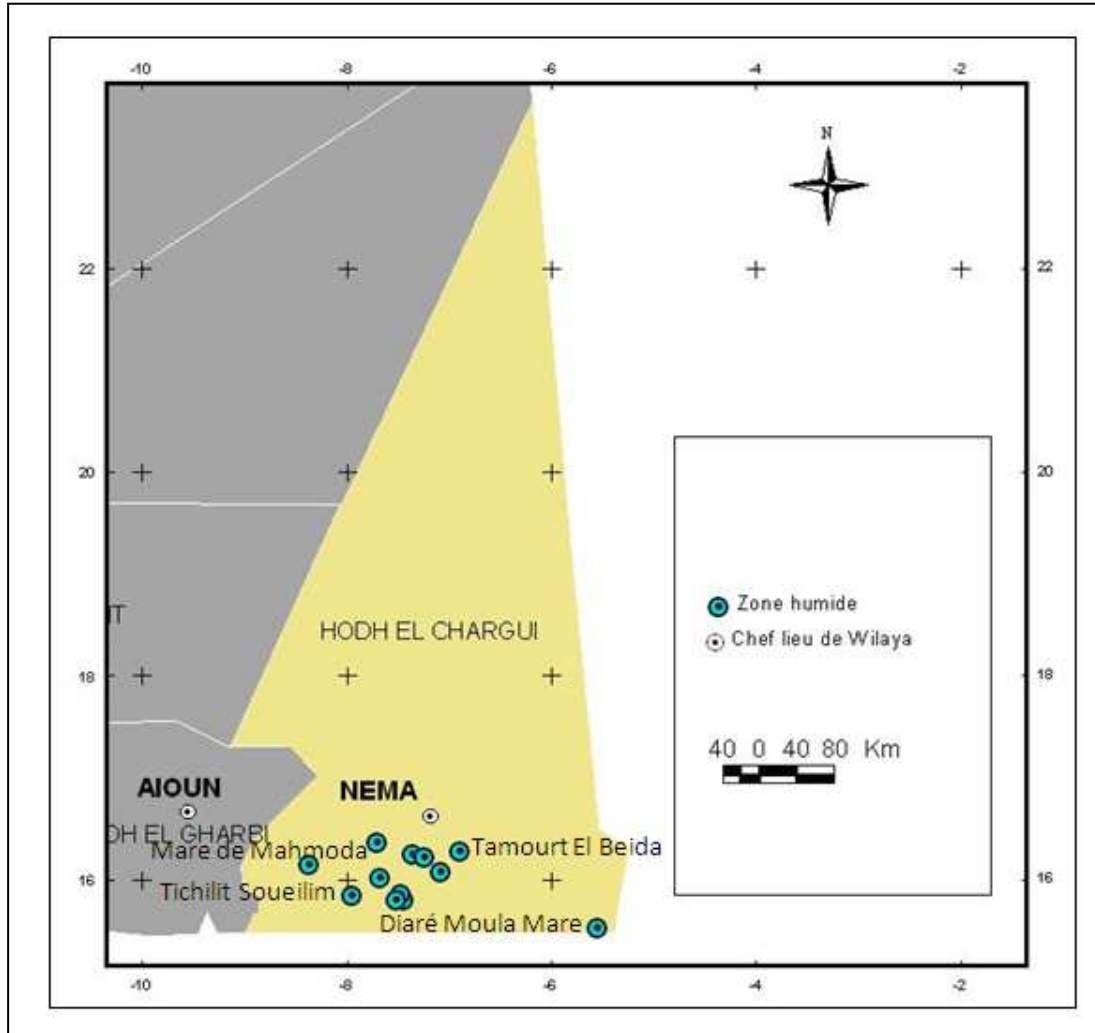 -10 -8 -6 -4 -2
N
22 22
20 20
Zone humide
IT
HODH EL CHARGUI
Chef lieu de Wilaya
18 18
40 0 40 80 Km
AIOUN NEMA
DH EL GHARBI
Mare de Mahmoda Tamourt El Beida
16 16
Tichilit Soueilim
Diaré Moula Mare
-10 -8 -6 -4 -2